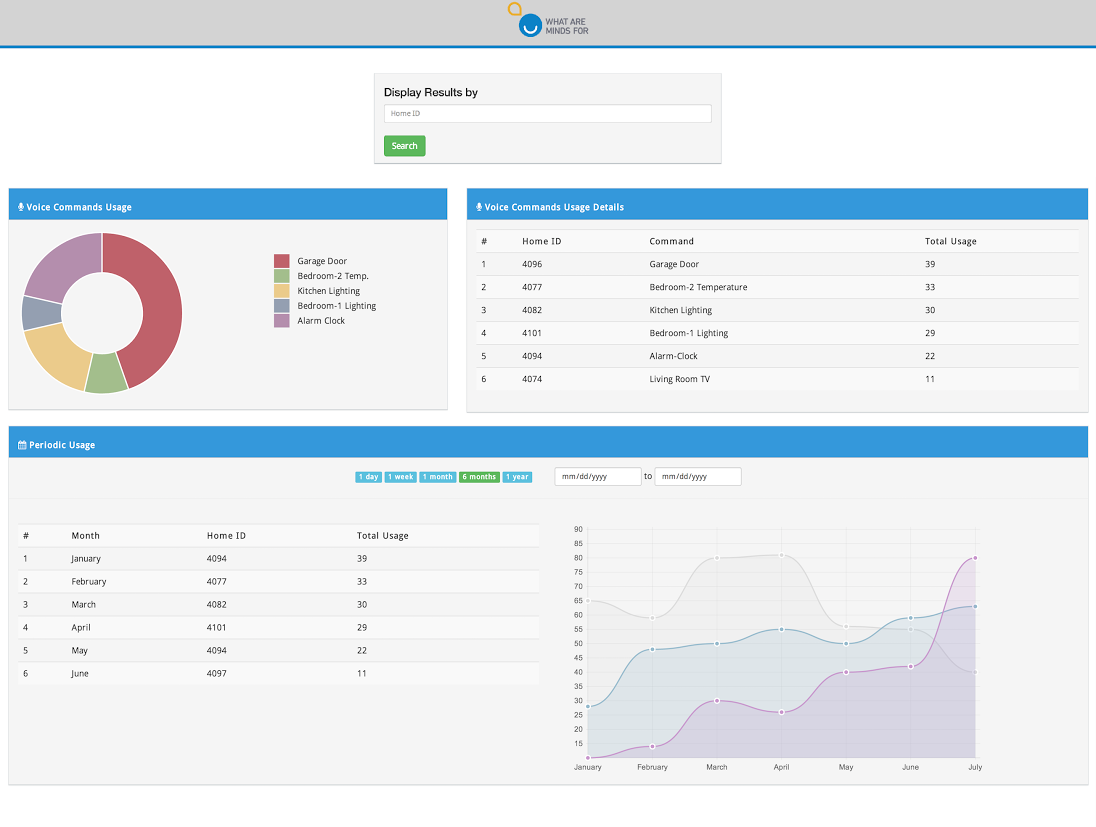 WHAT ARE
MINDS FOR
Display Results by
Home ID
Search
Voice Commands Usage
Garage Door
Bedroom-2 Temp.
Kitchen Lighting
Bedroom-1 Lighting
Alarm Clock
Voice Commands Usage Details
# Home ID Command Total Usage
1 4096 Garage Door 39
2 4077 Bedroom-2 Temperature 33
3 4082 Kitchen Lighting 30
4 4101 Bedroom-1 Lighting 29
5 4094 Alarm-Clock 22
6 4074 Living Room TV 11
Periodic Usage
1 day 1 week 1 month 6 months 1 year mm/dd/yyyy to mm/dd/yyyy
# Month Home ID Total Usage
1 January 4094 39
2 February 4077 33
3 March 4082 30
4 April 4101 29
5 May 4094 22
6 June 4097 11
90
85
80
75
70
65
60
55
50
45
40
35
30
25
20
15
January February March April May June July